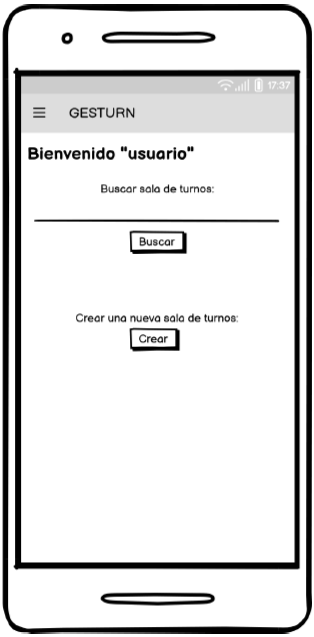 17:37
GESTURN
Bienvenido "usuario"
Buscar sala de turnos:
Buscar
Crear una nueva sala de turnos:
Crear